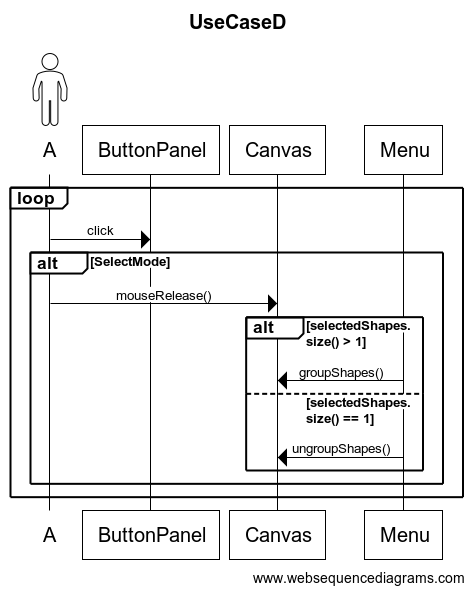 UseCaseD
A
ButtonPanel
Canvas
Menu
loop
click
alt
[SelectMode]
mouseRelease()
alt
[selectedShapes.
size() > 1]
groupShapes()
[selectedShapes.
size() == 1]
ungroupShapes()
A
ButtonPanel
Canvas
Menu
www.websequencediagrams.com